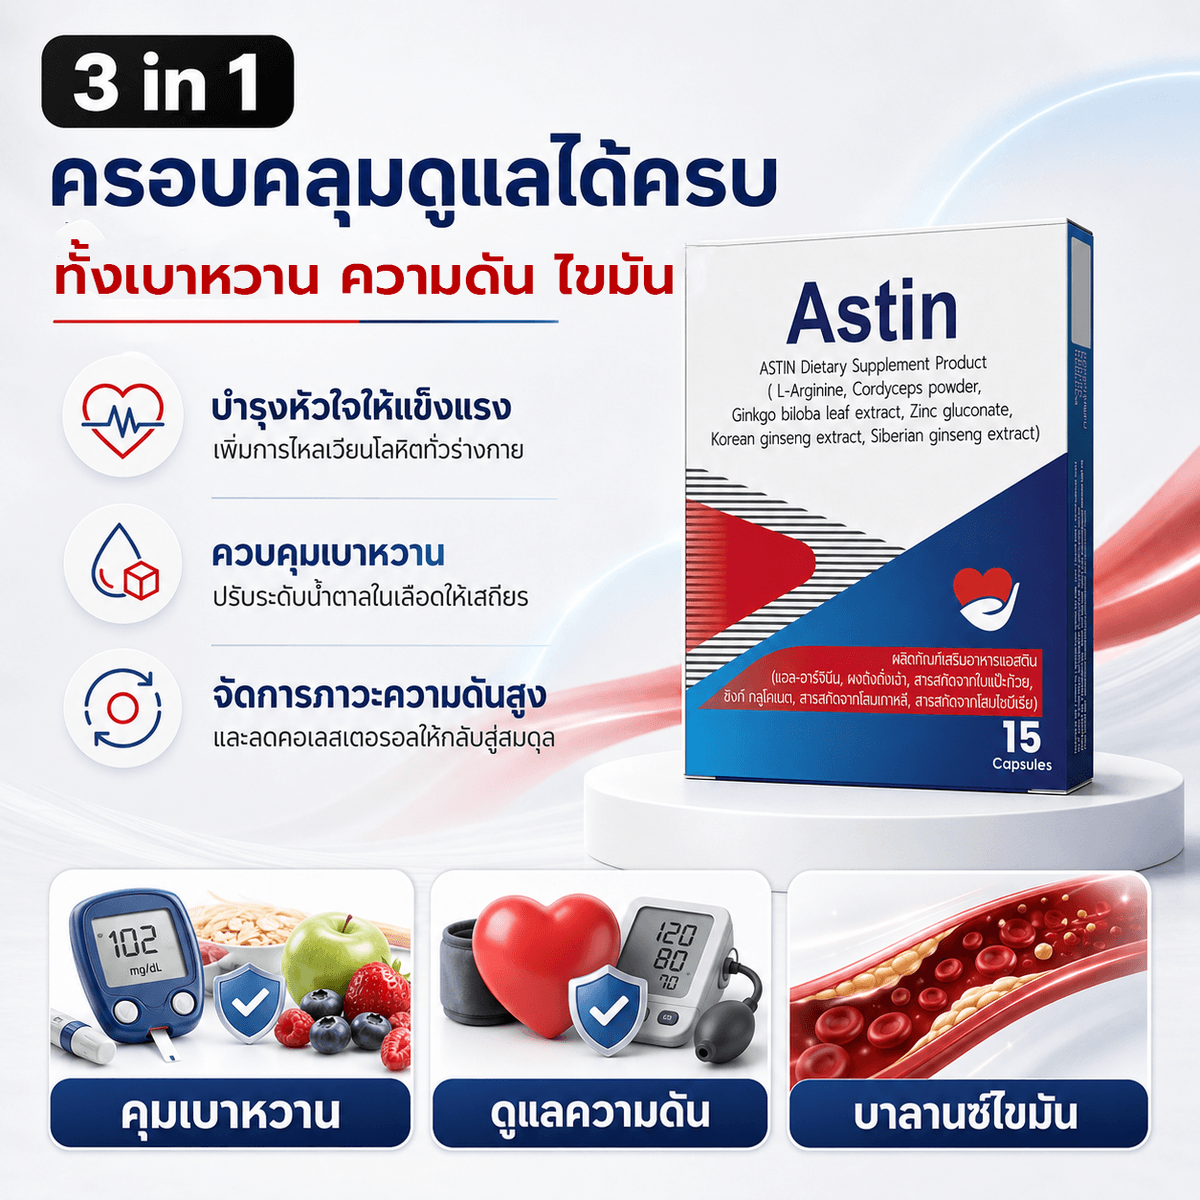 3 in 1
ครอบคลุมดูแลได้ครบ
ทั้งเบาหวาน ความดัน ไขมัน
บำรุงหัวใจให้แข็งแรง
เพิ่มการไหลเวียนโลหิตทั่วร่างกาย
ควบคุมเบาหวาน
ปรับระดับน้ำตาลในเลือดให้เสถียร
จัดการภาวะความดันสูง
และลดคอเลสเตอรอลให้กลับสู่สมดุล
Astin
ASTIN Dietary Supplement Product
( L-Arginine, Cordyceps powder,
Ginkgo biloba leaf extract, Zinc gluconate,
Korean ginseng extract, Siberian ginseng extract)
ผลิตภัณฑ์เสริมอาหารแอสติน
(แอล-อาร์จินีน, ผงถั่งถั่งเฉ้า, สารสกัดจากใบแป๊ะก๊วย,
ซิงก์ กลูโคเนต, สารสกัดจากโสมเกาหลี, สารสกัดจากโสมไซบีเรีย)
15
Capsules
102
mg/dL
120
80
70
คุมเบาหวาน
ดูแลความดัน
บาลานซ์ไขมัน